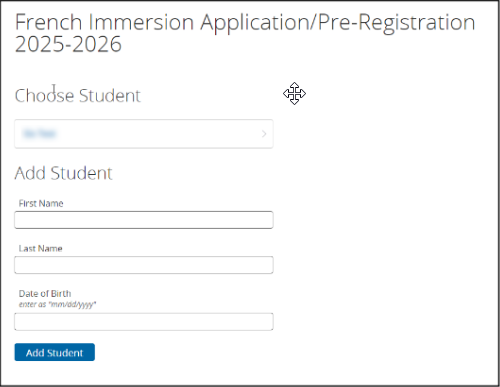 French Immersion Application/Pre-Registration
2025-2026
Choose Student
Add Student
First Name
Last Name
Date of Birth
enter as "mm/dd/yyyy"
Add Student